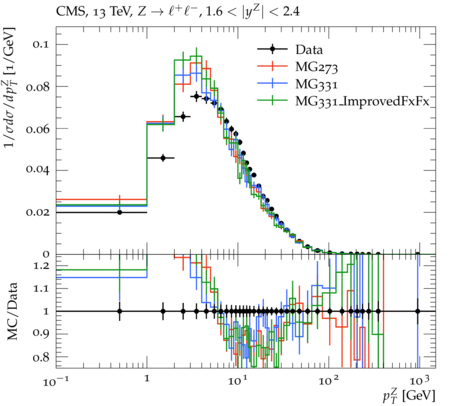 CMS, 13 TeV, Z → ℓ⁺ℓ⁻, 1.6 < |y^Z| < 2.4
1/σdσ/dp_T^Z [1/GeV]
0.1
0.08
0.06
0.04
0.02
0
Data
MG273
MG331
MG331_ImprovedFxFx
MC/Data
1.2
1.1
1
0.9
0.8
10⁻¹ 1 10¹ 10² 10³
p_T^Z [GeV]